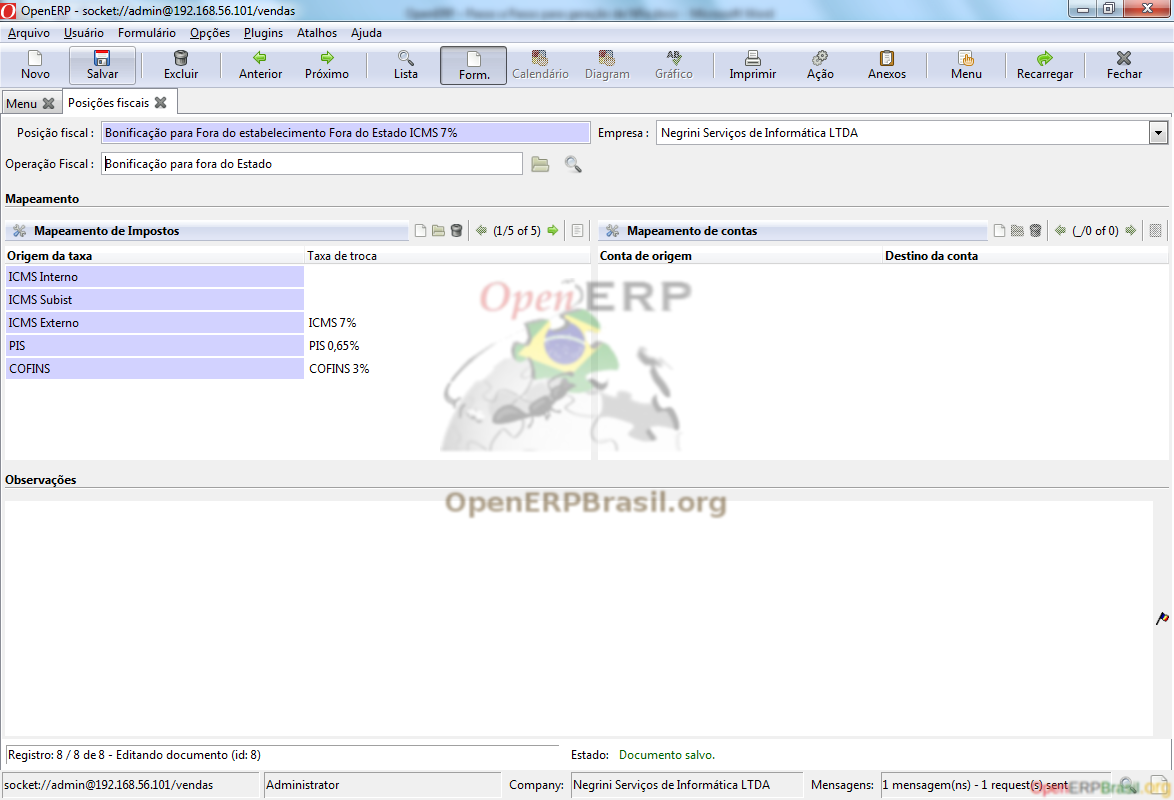 OpenERP - socket://admin@192.168.56.101/vendas
Arquivo Usuário Formulário Opções Plugins Atalhos Ajuda
Novo Salvar Excluir Anterior Próximo Lista Form. Calendário Diagram Gráfico Imprimir Ação Anexos Menu Recarregar Fechar
Menu Posições fiscais
Posição fiscal : Bonificação para Fora do estabelecimento Fora do Estado ICMS 7% Empresa : Negrini Serviços de Informática LTDA
Operação Fiscal : Bonificação para fora do Estado
Mapeamento
Mapeamento de Impostos (1/5 of 5) Mapeamento de contas (_/0 of 0)
Origem da taxa Taxa de troca Conta de origem Destino da conta
ICMS Interno
ICMS Subist
ICMS Externo ICMS 7%
PIS PIS 0,65%
COFINS COFINS 3%
OpenERP
Observações
OpenERPBrasil.org
Registro: 8 / 8 de 8 - Editando documento (id: 8) Estado: Documento salvo.
socket://admin@192.168.56.101/vendas Administrator Company: Negrini Serviços de Informática LTDA Mensagens: 1 mensagem(ns) - 1 request(s) sent
OpenERPBrasil.org